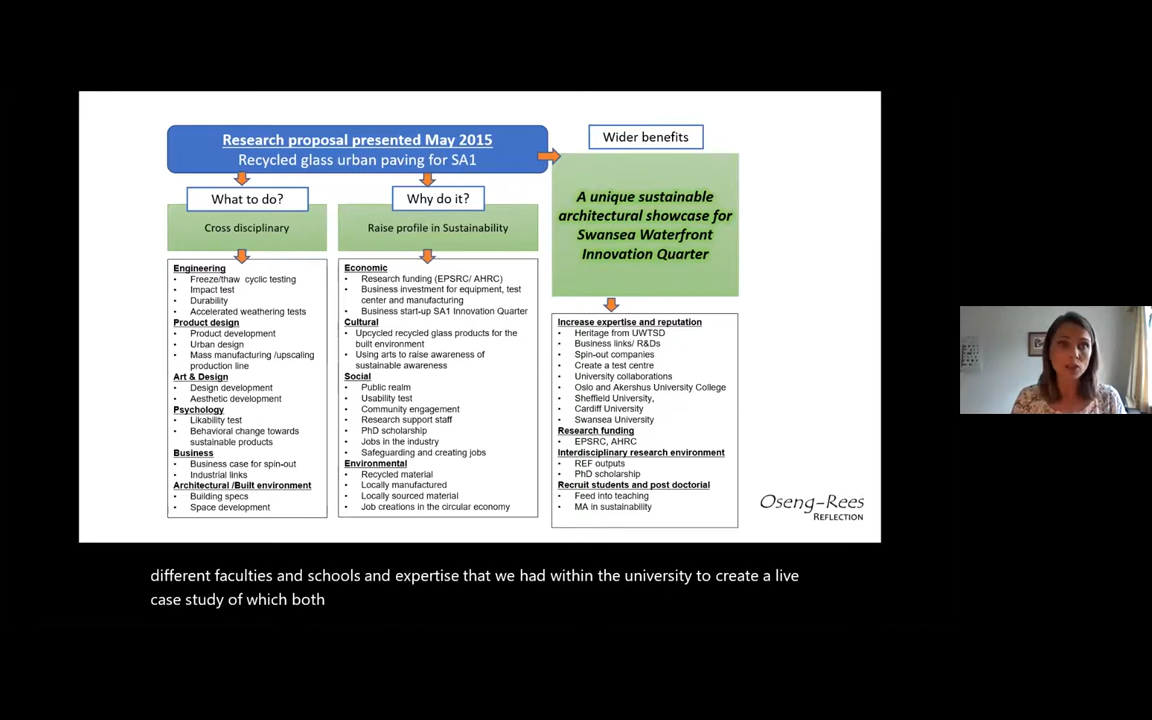 Research proposal presented May 2015
Recycled glass urban paving for SA1
What to do?
Cross disciplinary
Engineering
• Freeze/thaw cyclic testing
• Impact test
• Durability
• Accelerated weathering tests
Product design
• Product development
• Urban design
• Mass manufacturing /upscaling
production line
Art & Design
• Design development
• Aesthetic development
Psychology
• Likability test
• Behavioral change towards
sustainable products
Business
• Business case for spin-out
• Industrial links
Architectural /Built environment
• Building specs
• Space development
Why do it?
Raise profile in Sustainability
Economic
• Research funding (EPSRC/ AHRC)
• Business investment for equipment, test
center and manufacturing
• Business start-up SA1 Innovation Quarter
Cultural
• Upcycled recycled glass products for the
built environment
• Using arts to raise awareness of
sustainable awareness
Social
• Public realm
• Usability test
• Community engagement
• Research support staff
• PhD scholarship
• Jobs in the industry
• Safeguarding and creating jobs
Environmental
• Recycled material
• Locally manufactured
• Locally sourced material
• Job creations in the circular economy
Wider benefits
A unique sustainable
architectural showcase for
Swansea Waterfront
Innovation Quarter
Increase expertise and reputation
• Heritage from UWTSD
• Business links/ R&Ds
• Spin-out companies
• Create a test centre
• University collaborations
• Oslo and Akershus University College
• Sheffield University,
• Cardiff University
• Swansea University
Research funding
• EPSRC, AHRC
Interdisciplinary research environment
• REF outputs
• PhD scholarship
Recruit students and post doctorial
• Feed into teaching
• MA in sustainability
Oseng-Rees
REFLECTION
different faculties and schools and expertise that we had within the university to create a live
case study of which both